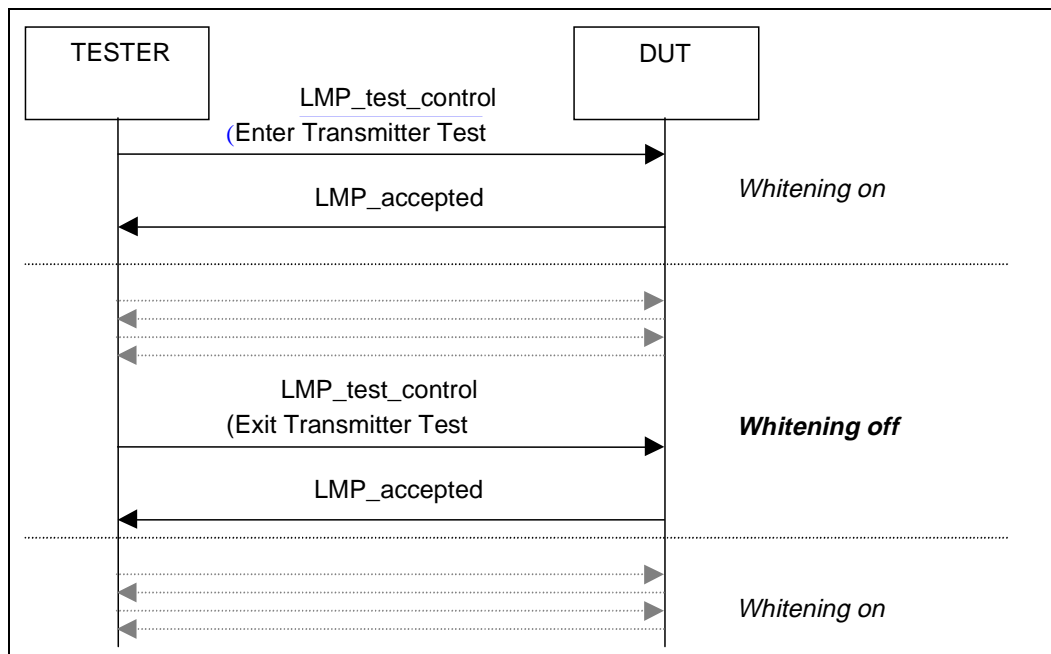 TESTER
DUT
LMP_test_control
(Enter Transmitter Test
Whitening on
LMP_accepted
LMP_test_control
(Exit Transmitter Test
Whitening off
LMP_accepted
Whitening on